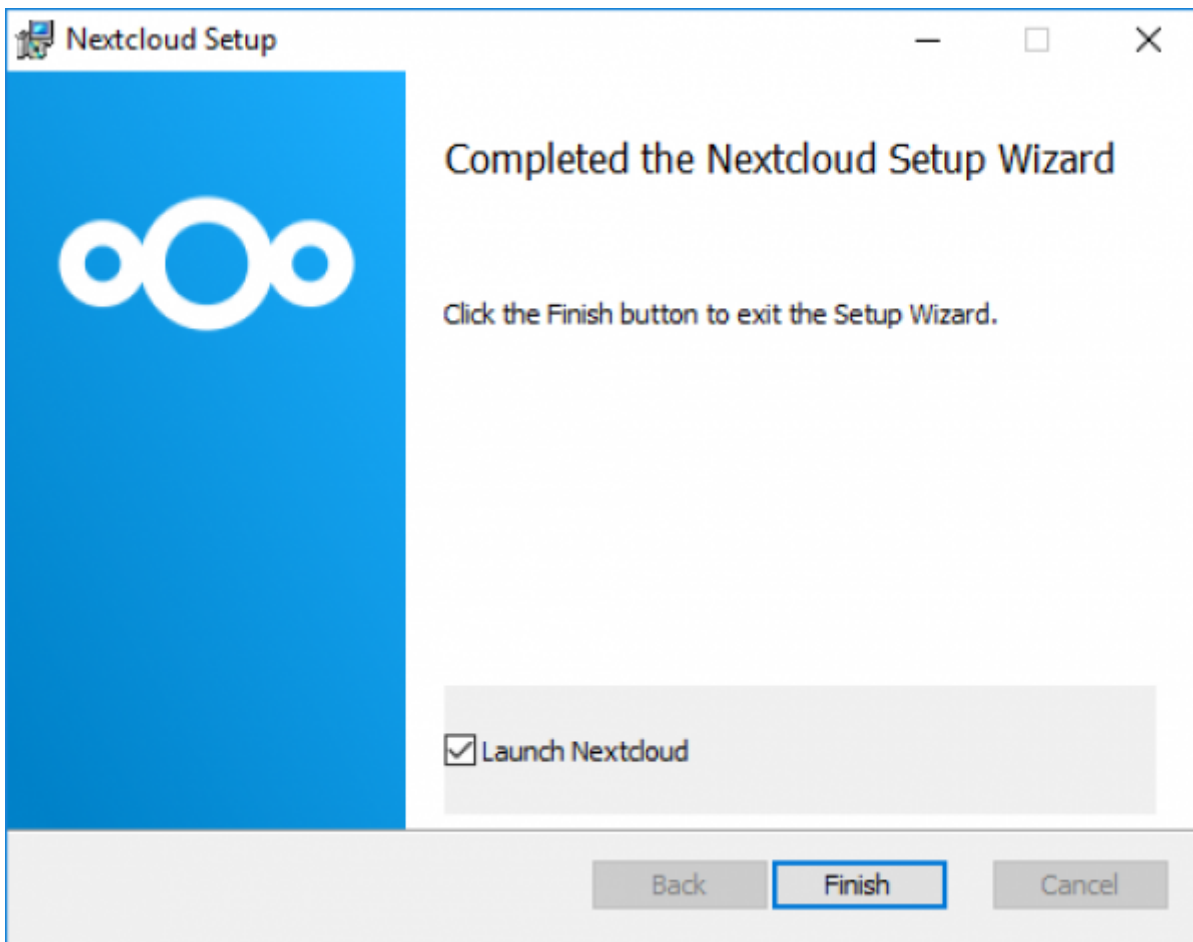 Nextcloud Setup
Completed the Nextcloud Setup Wizard
Click the Finish button to exit the Setup Wizard.
Launch Nextcloud
Back
Finish
Cancel